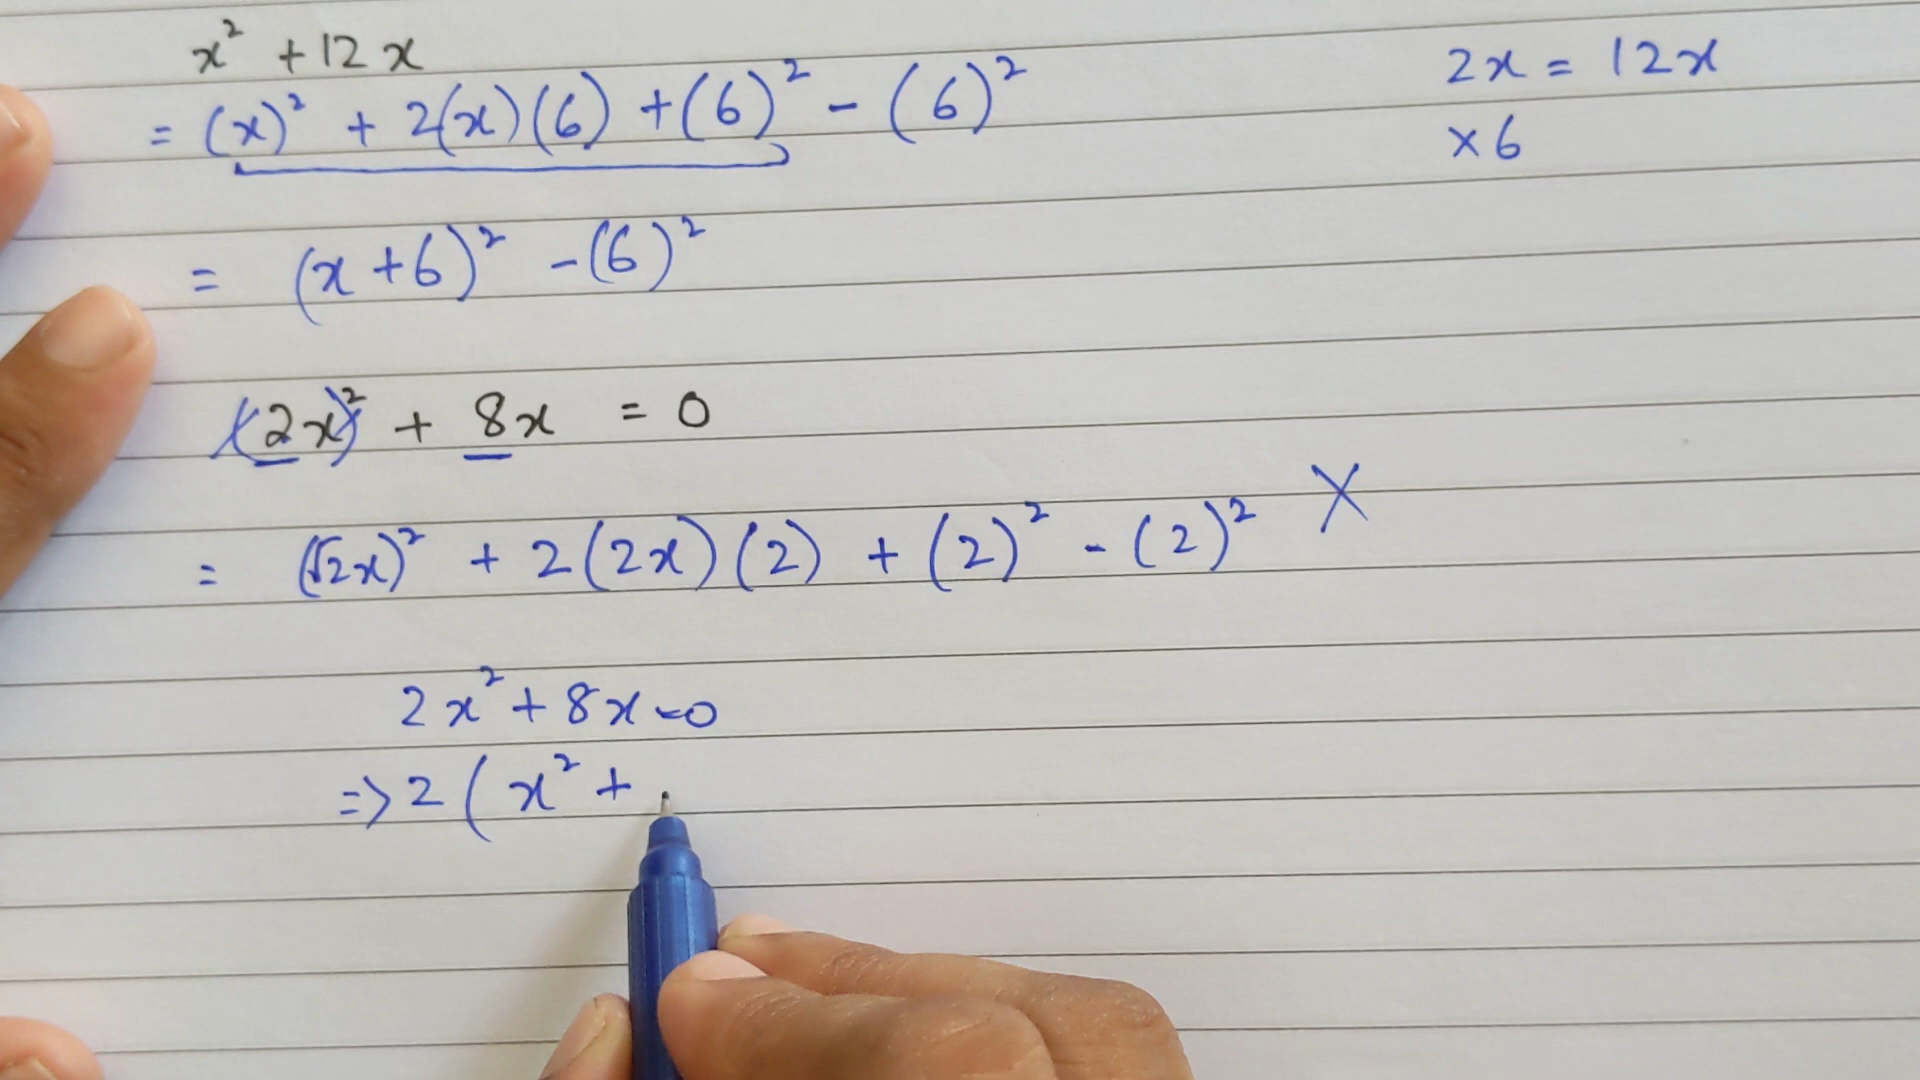 x² + 12x
= (x)² + 2(x)(6) + (6)² - (6)²
2x = 12x
×6
= (x+6)² - (6)²
(2x)² + 8x = 0
= (√2x)² + 2(2x)(2) + (2)² - (2)² X
2x² + 8x = 0
=> 2(x² +